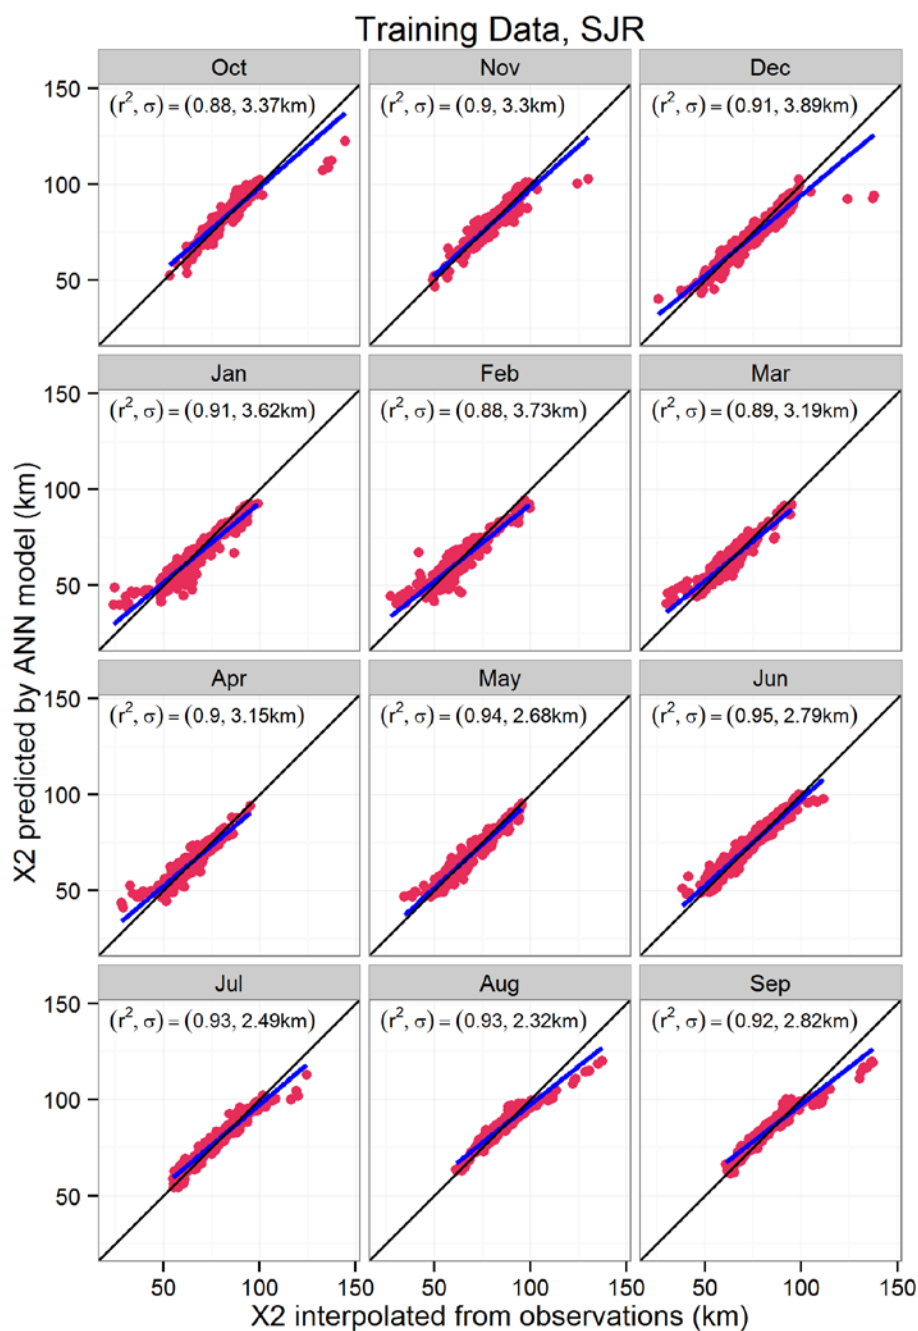 Training Data, SJR
Oct Nov Dec
150
(r², σ) = (0.88, 3.37km) (r², σ) = (0.9, 3.3km) (r², σ) = (0.91, 3.89km)
100
50
Jan Feb Mar
150
(r², σ) = (0.91, 3.62km) (r², σ) = (0.88, 3.73km) (r², σ) = (0.89, 3.19km)
100
50
X2 predicted by ANN model (km)
Apr May Jun
150
(r², σ) = (0.9, 3.15km) (r², σ) = (0.94, 2.68km) (r², σ) = (0.95, 2.79km)
100
50
Jul Aug Sep
150
(r², σ) = (0.93, 2.49km) (r², σ) = (0.93, 2.32km) (r², σ) = (0.92, 2.82km)
100
50
50 100 150 50 100 150 50 100 150
X2 interpolated from observations (km)